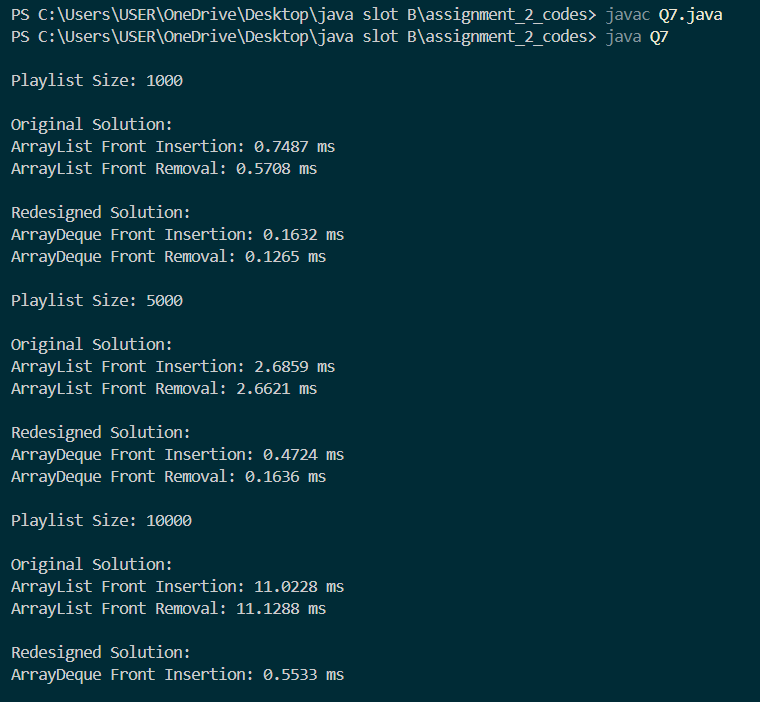 PS C:\Users\USER\OneDrive\Desktop\java slot B\assignment_2_codes> javac Q7.java
PS C:\Users\USER\OneDrive\Desktop\java slot B\assignment_2_codes> java Q7
Playlist Size: 1000
Original Solution:
ArrayList Front Insertion: 0.7487 ms
ArrayList Front Removal: 0.5708 ms
Redesigned Solution:
ArrayDeque Front Insertion: 0.1632 ms
ArrayDeque Front Removal: 0.1265 ms
Playlist Size: 5000
Original Solution:
ArrayList Front Insertion: 2.6859 ms
ArrayList Front Removal: 2.6621 ms
Redesigned Solution:
ArrayDeque Front Insertion: 0.4724 ms
ArrayDeque Front Removal: 0.1636 ms
Playlist Size: 10000
Original Solution:
ArrayList Front Insertion: 11.0228 ms
ArrayList Front Removal: 11.1288 ms
Redesigned Solution:
ArrayDeque Front Insertion: 0.5533 ms